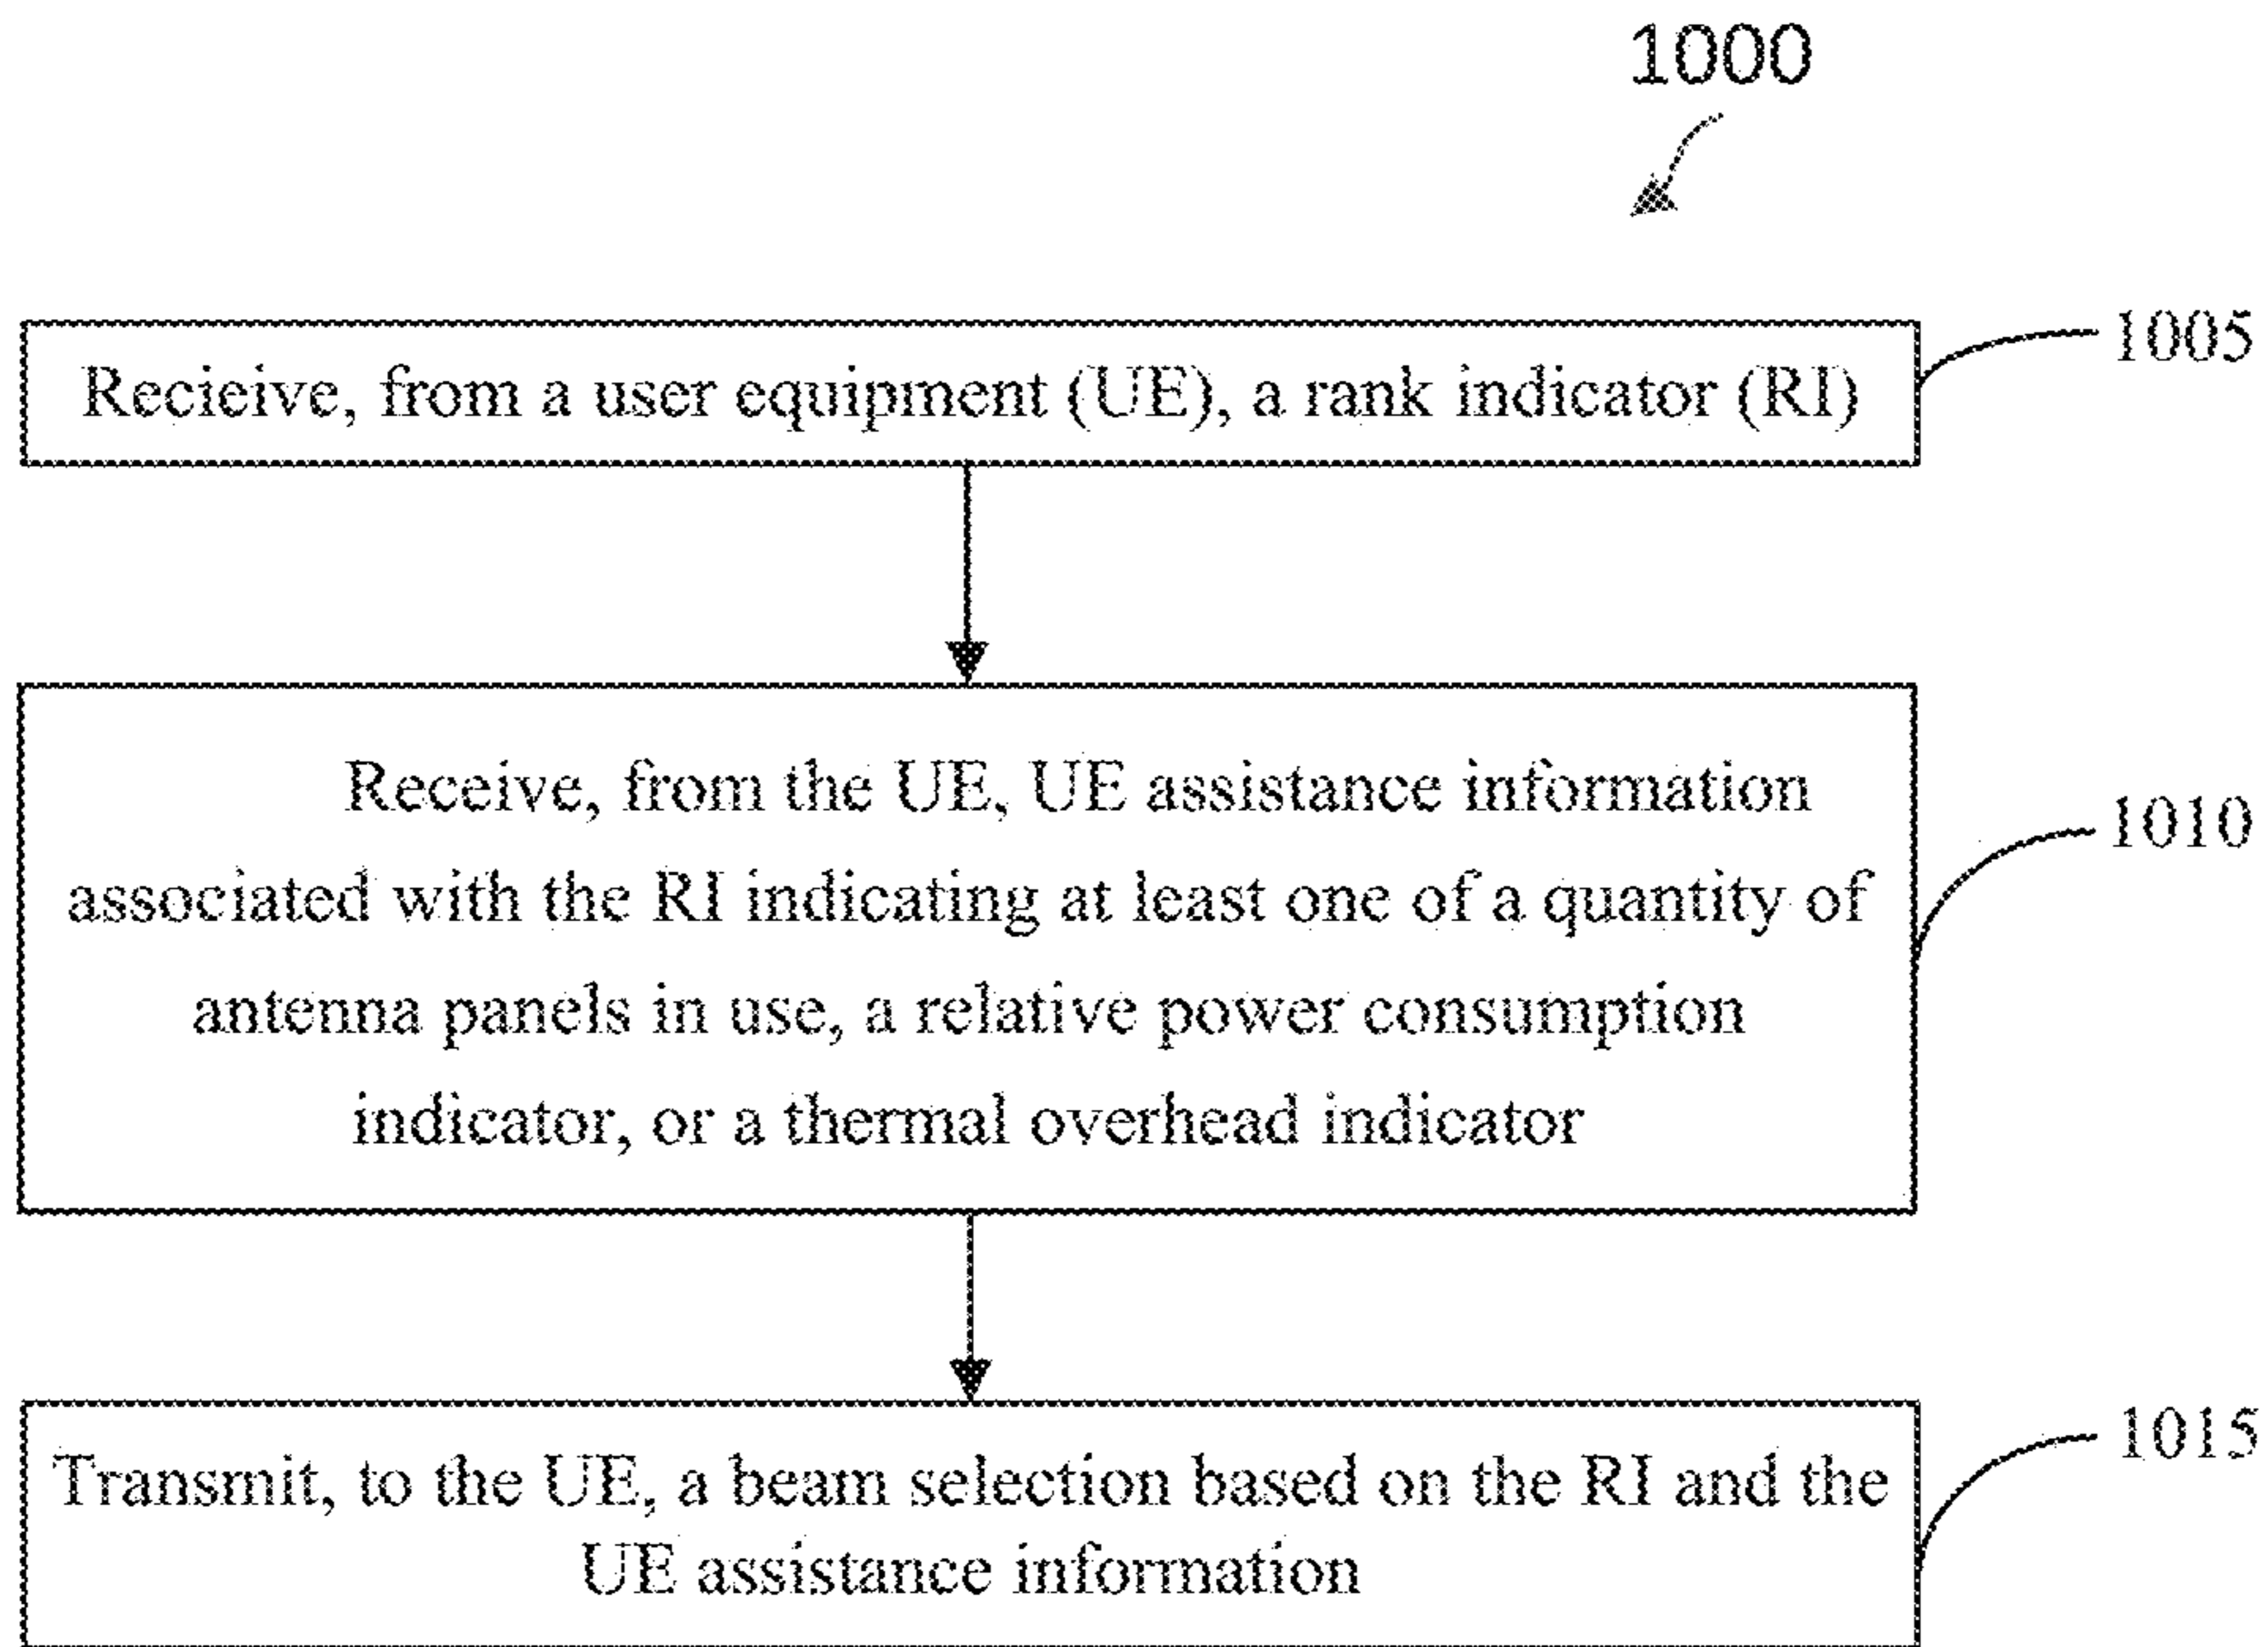 1000
Recieive, from a user equipment (UE), a rank indicator (RI)
1005
Receive, from the UE, UE assistance information
associated with the RI indicating at least one of a quantity of
antenna panels in use, a relative power consumption
indicator, or a thermal overhead indicator
1010
Transmit, to the UE, a beam selection based on the RI and the
UE assistance information
1015